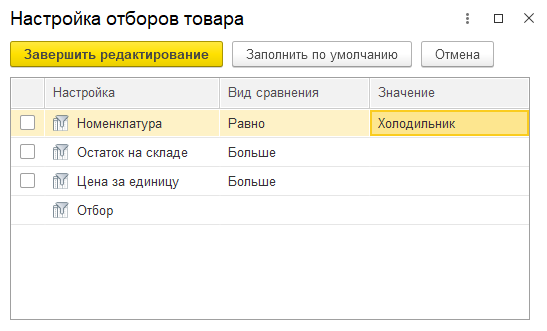 Настройка отборов товара
Завершить редактирование Заполнить по умолчанию Отмена
Настройка Вид сравнения Значение
Номенклатура Равно Холодильник
Остаток на складе Больше
Цена за единицу Больше
Отбор